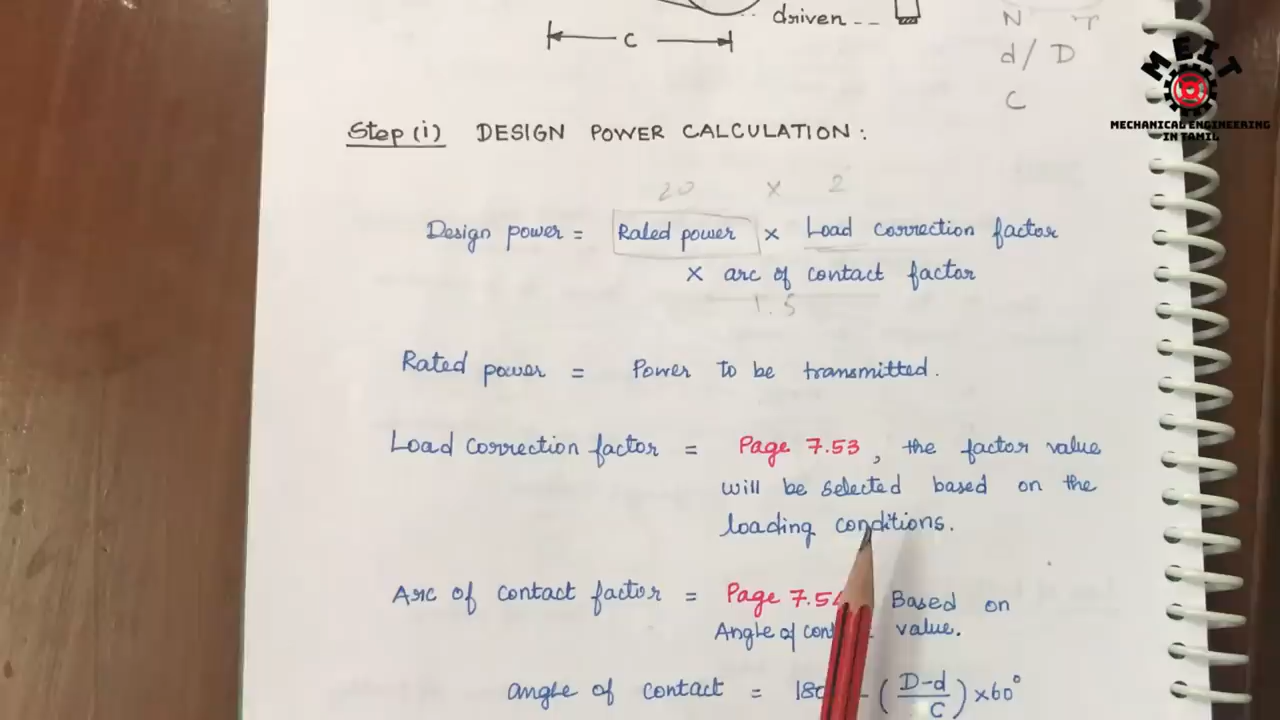 driven
C
N T
d / D
C
MEIT
MECHANICAL ENGINEERING
IN TAMIL
Step (i) DESIGN POWER CALCULATION :
20 × 2
Design power = Rated power × Load correction factor
× arc of contact factor
1.5
Rated power = Power to be transmitted.
Load correction factor = Page 7.53 , the factor value
will be selected based on the
loading conditions.
Arc of contact factor = Page Based on
Angle of value.
angle of contact = ( D-d / C ) ×60°